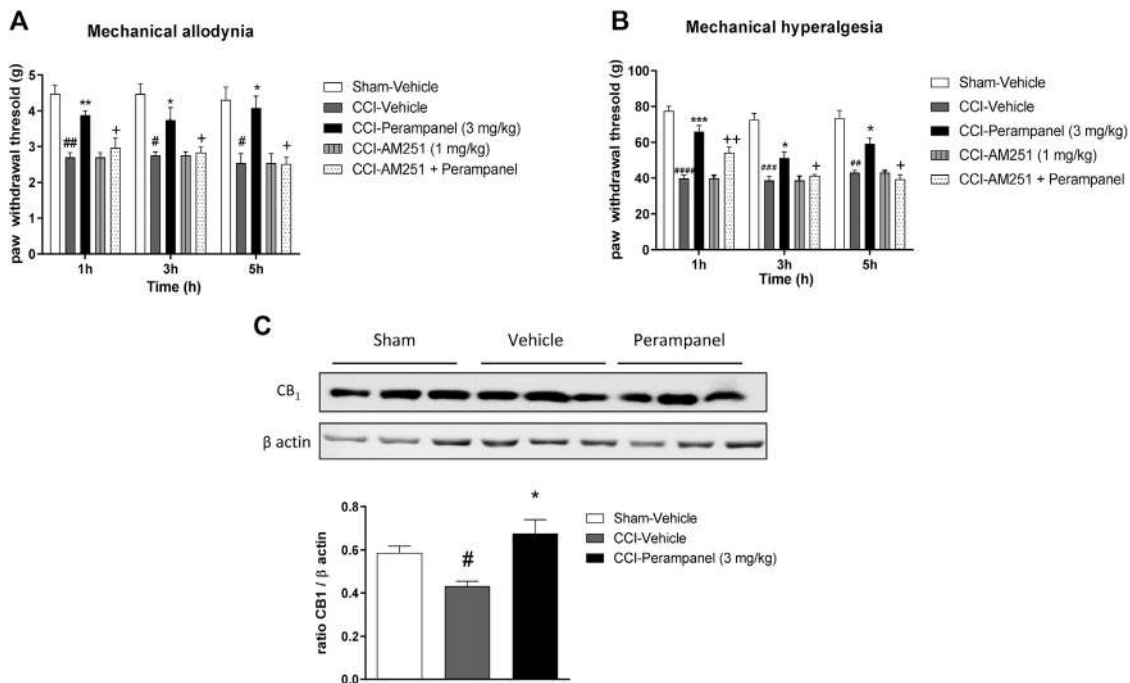 A
Mechanical allodynia
paw withdrawal thresold (g)
5
4
3
2
1
0
##
**
+
#
*
+
#
*
+
1h
3h
5h
Time (h)
Sham-Vehicle
CCI-Vehicle
CCI-Perampanel (3 mg/kg)
CCI-AM251 (1 mg/kg)
CCI-AM251 + Perampanel
B
Mechanical hyperalgesia
paw withdrawal thresold (g)
100
80
60
40
20
0
####
***
++
###
*
+
##
*
+
1h
3h
5h
Time (h)
Sham-Vehicle
CCI-Vehicle
CCI-Perampanel (3 mg/kg)
CCI-AM251 (1 mg/kg)
CCI-AM251 + Perampanel
C
Sham Vehicle Perampanel
CB₁
β actin
ratio CB1 / β actin
0.8
0.6
0.4
0.2
0.0
#
*
Sham-Vehicle
CCI-Vehicle
CCI-Perampanel (3 mg/kg)